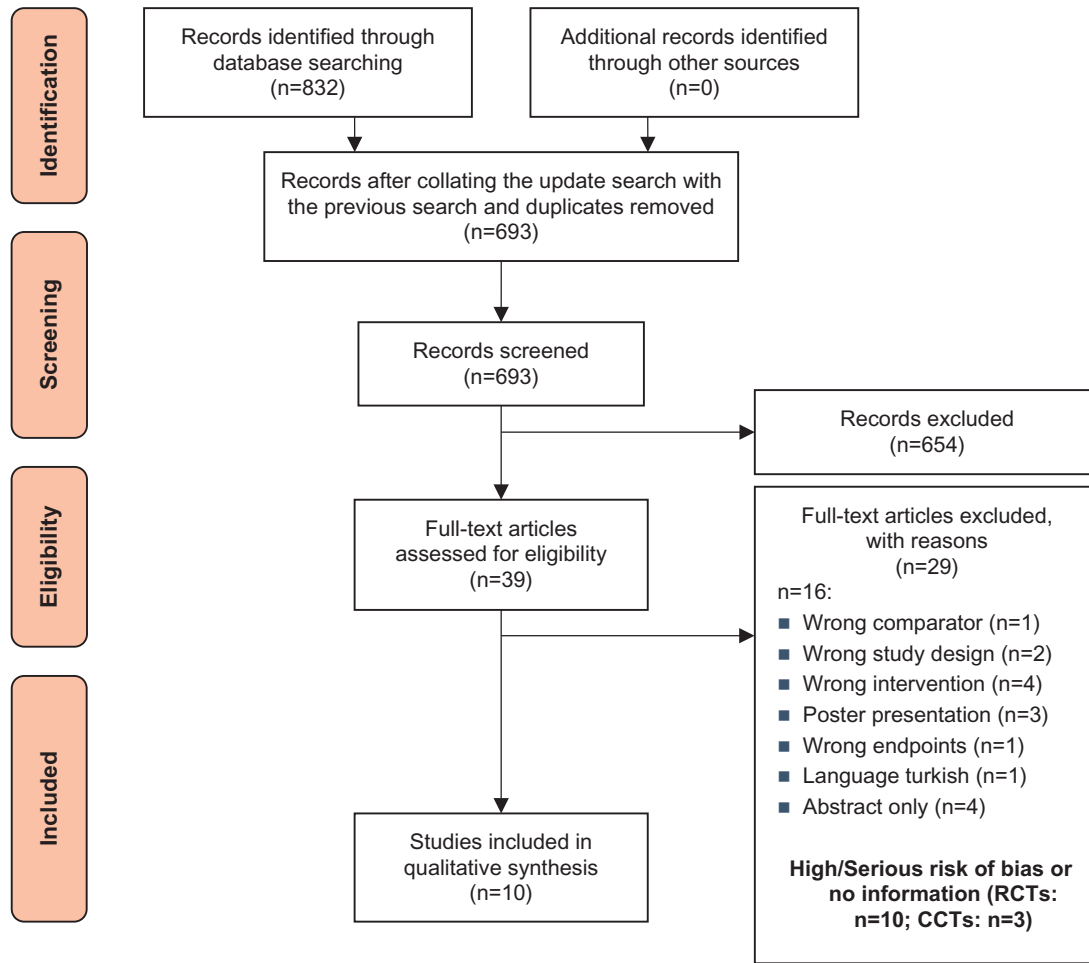 Identification
Records identified through
database searching
(n=832)
Additional records identified
through other sources
(n=0)
Records after collating the update search with
the previous search and duplicates removed
(n=693)
Screening
Records screened
(n=693)
Records excluded
(n=654)
Eligibility
Full-text articles
assessed for eligibility
(n=39)
Full-text articles excluded,
with reasons
(n=29)
n=16:
■ Wrong comparator (n=1)
■ Wrong study design (n=2)
■ Wrong intervention (n=4)
■ Poster presentation (n=3)
■ Wrong endpoints (n=1)
■ Language turkish (n=1)
■ Abstract only (n=4)
High/Serious risk of bias or
no information (RCTs:
n=10; CCTs: n=3)
Included
Studies included in
qualitative synthesis
(n=10)